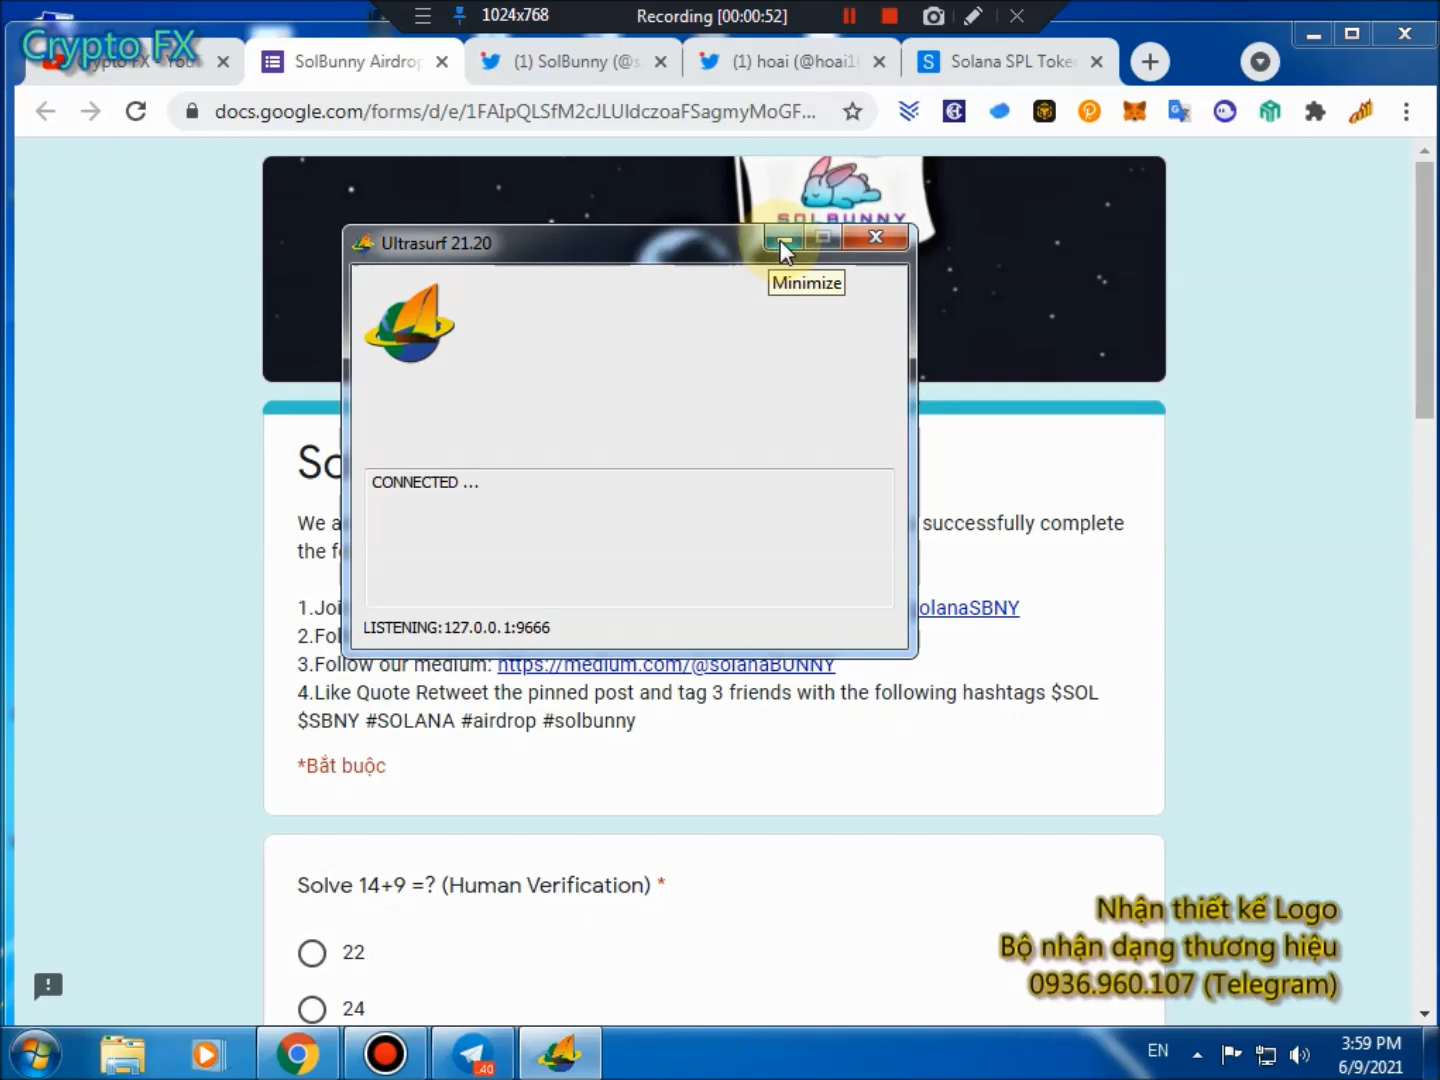 1024x768
Recording [00:00:52]
Crypto FX
SolBunny Airdrop
(1) SolBunny (@s
(1) hoai (@hoai1
S
Solana SPL Toke
docs.google.com/forms/d/e/1FAIpQLSfM2cJLUIdczoaFSagmyMoGF...
SOLBUNNY
Ultrasurf 21.20
Minimize
CONNECTED ...
LISTENING:127.0.0.1:9666
We a
successfully complete
the f
1.Joi
olanaSBNY
2.Fol
3.Follow our medium: https://medium.com/@solanaBUNNY
4.Like Quote Retweet the pinned post and tag 3 friends with the following hashtags $SOL
$SBNY #SOLANA #airdrop #solbunny
*Bắt buộc
Solve 14+9 =? (Human Verification) *
22
24
Nhận thiết kế Logo
Bộ nhận dạng thương hiệu
0936.960.107 (Telegram)
.40
EN
3:59 PM
6/9/2021